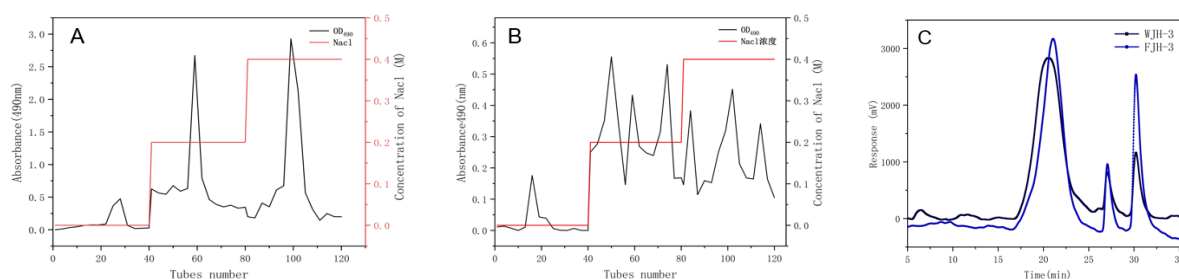 A
OD490
Nacl
Absorbance(490nm)
3.0
2.5
2.0
1.5
1.0
0.5
0.0
0.5
0.4
0.3
0.2
0.1
0.0
Concentration of Nacl (M)
0 20 40 60 80 100 120
Tubes number
B
OD490
Nacl浓度
Absorbance490(nm)
0.6
0.5
0.4
0.3
0.2
0.1
0.0
0.5
0.4
0.3
0.2
0.1
0.0
Concentration of Nacl (M)
0 20 40 60 80 100 120
Tubes number
C
WJH-3
FJH-3
Response (mV)
3000
2000
1000
0
5 10 15 20 25 30 35
Time(min)